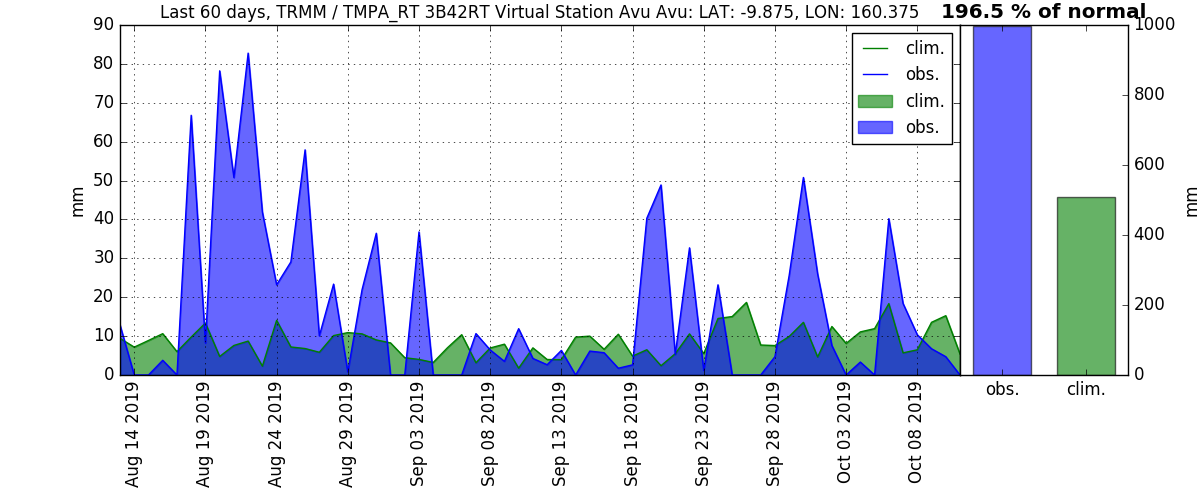 Last 60 days, TRMM / TMPA_RT 3B42RT Virtual Station Avu Avu: LAT: -9.875, LON: 160.375
196.5 % of normal
90
80
70
60
50
40
30
20
10
0
mm
clim.
obs.
clim.
obs.
1000
800
600
400
200
0
mm
Aug 14 2019
Aug 19 2019
Aug 24 2019
Aug 29 2019
Sep 03 2019
Sep 08 2019
Sep 13 2019
Sep 18 2019
Sep 23 2019
Sep 28 2019
Oct 03 2019
Oct 08 2019
obs.
clim.